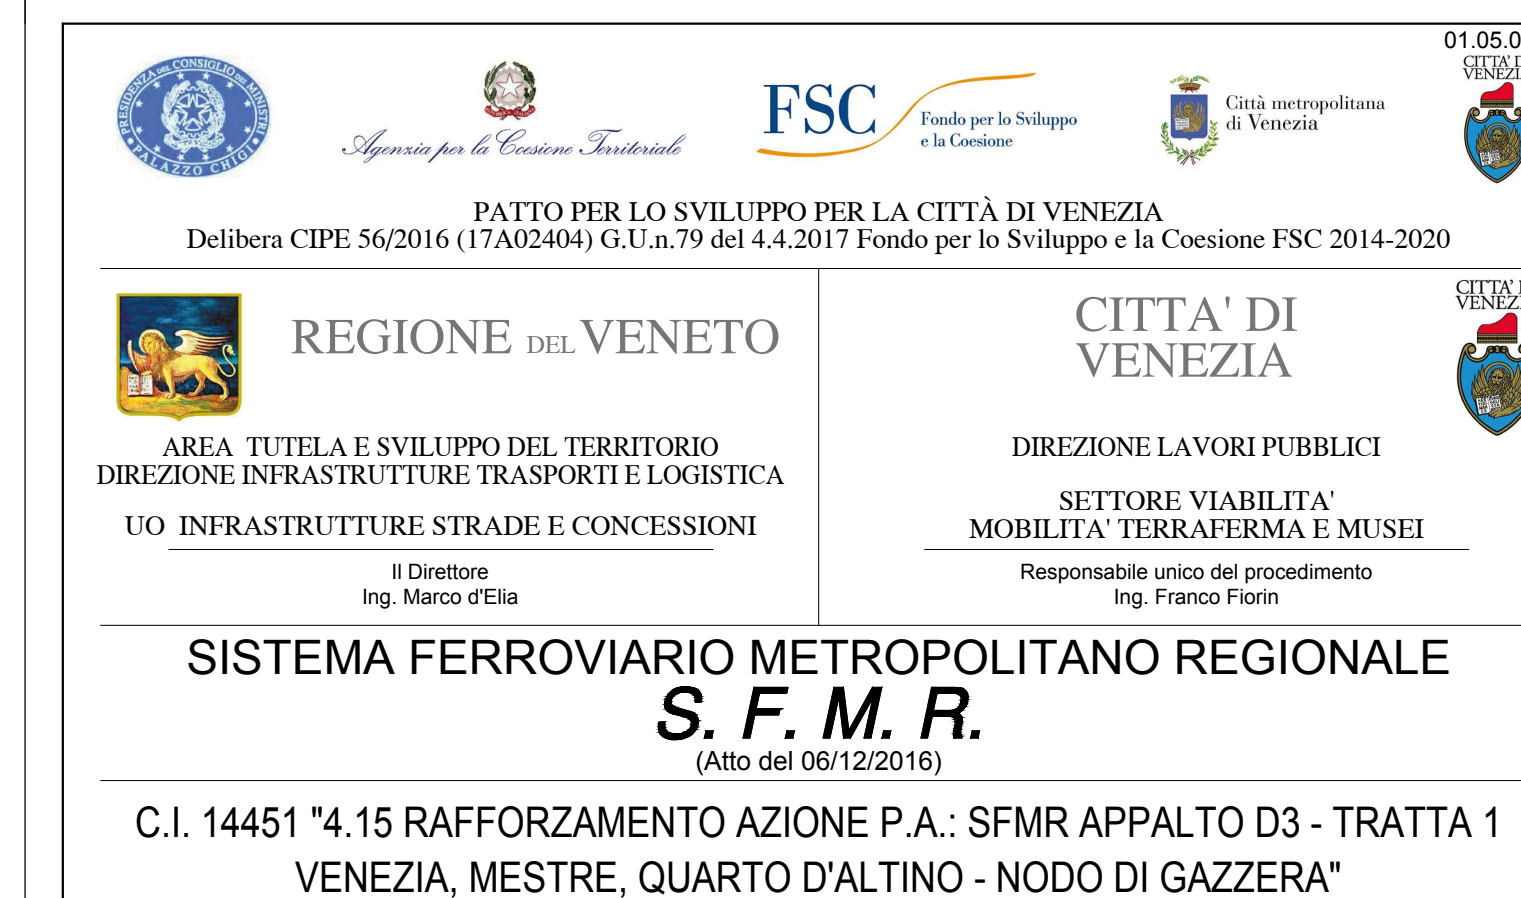 01.05.0
PRESIDENZA DEL CONSIGLIO DEI MINISTRI
PALAZZO CHIGI
Agenzia per la Coesione Territoriale
FSC
Fondo per lo Sviluppo
e la Coesione
Città metropolitana
di Venezia
CITTA'
VENEZI
PATTO PER LO SVILUPPO PER LA CITTÀ DI VENEZIA
Delibera CIPE 56/2016 (17A02404) G.U.n.79 del 4.4.2017 Fondo per lo Sviluppo e la Coesione FSC 2014-2020
REGIONE DEL VENETO
AREA TUTELA E SVILUPPO DEL TERRITORIO
DIREZIONE INFRASTRUTTURE TRASPORTI E LOGISTICA
UO INFRASTRUTTURE STRADE E CONCESSIONI
Il Direttore
Ing. Marco d'Elia
CITTA' DI
VENEZIA
CITTA'
VENEZ
DIREZIONE LAVORI PUBBLICI
SETTORE VIABILITA'
MOBILITA' TERRAFERMA E MUSEI
Responsabile unico del procedimento
Ing. Franco Fiorin
SISTEMA FERROVIARIO METROPOLITANO REGIONALE
S. F. M. R.
(Atto del 06/12/2016)
C.I. 14451 "4.15 RAFFORZAMENTO AZIONE P.A.: SFMR APPALTO D3 - TRATTA 1
VENEZIA, MESTRE, QUARTO D'ALTINO - NODO DI GAZZERA"